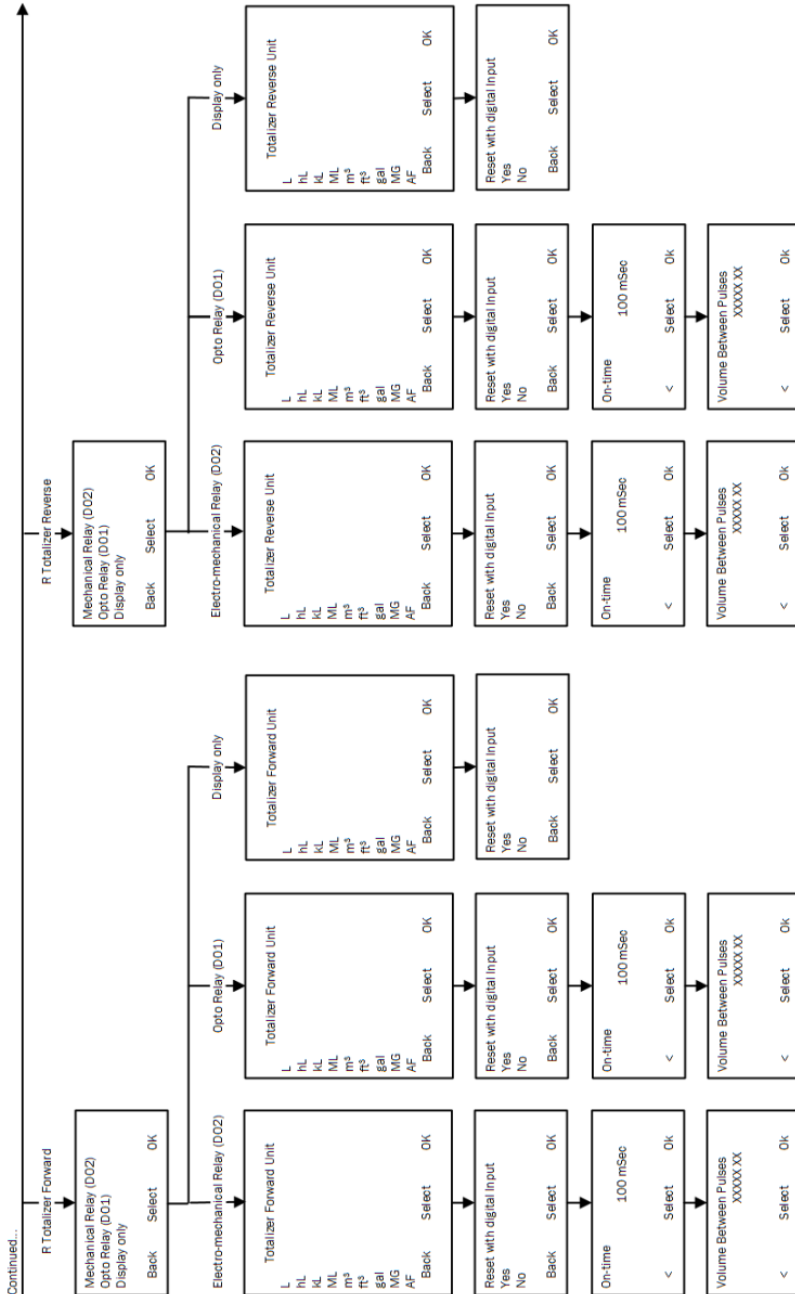 Continued...
R Totalizer Forward
Mechanical Relay (DO2)
Opto Relay (DO1)
Display only
Back Select OK
Electro-mechanical Relay (DO2)
Totalizer Forward Unit
L
hL
kL
ML
m³
ft³
gal
MG
AF
Back Select OK
Reset with digital Input
Yes
No
Back Select OK
On-time
100 mSec
< Select Ok
Volume Between Pulses
XXXXX XX
< Select Ok
Opto Relay (DO1)
Totalizer Forward Unit
L
hL
kL
ML
m³
ft³
gal
MG
AF
Back Select OK
Reset with digital Input
Yes
No
Back Select OK
On-time
100 mSec
< Select Ok
Volume Between Pulses
XXXXX XX
< Select Ok
Display only
Totalizer Forward Unit
L
hL
kL
ML
m³
ft³
gal
MG
AF
Back Select OK
Reset with digital Input
Yes
No
Back Select OK
R Totalizer Reverse
Mechanical Relay (DO2)
Opto Relay (DO1)
Display only
Back Select OK
Electro-mechanical Relay (DO2)
Totalizer Reverse Unit
L
hL
kL
ML
m³
ft³
gal
MG
AF
Back Select OK
Reset with digital Input
Yes
No
Back Select OK
On-time
100 mSec
< Select Ok
Volume Between Pulses
XXXXX XX
< Select Ok
Opto Relay (DO1)
Totalizer Reverse Unit
L
hL
kL
ML
m³
ft³
gal
MG
AF
Back Select OK
Reset with digital Input
Yes
No
Back Select OK
On-time
100 mSec
< Select Ok
Volume Between Pulses
XXXXX XX
< Select Ok
Display only
Totalizer Reverse Unit
L
hL
kL
ML
m³
ft³
gal
MG
AF
Back Select OK
Reset with digital Input
Yes
No
Back Select OK